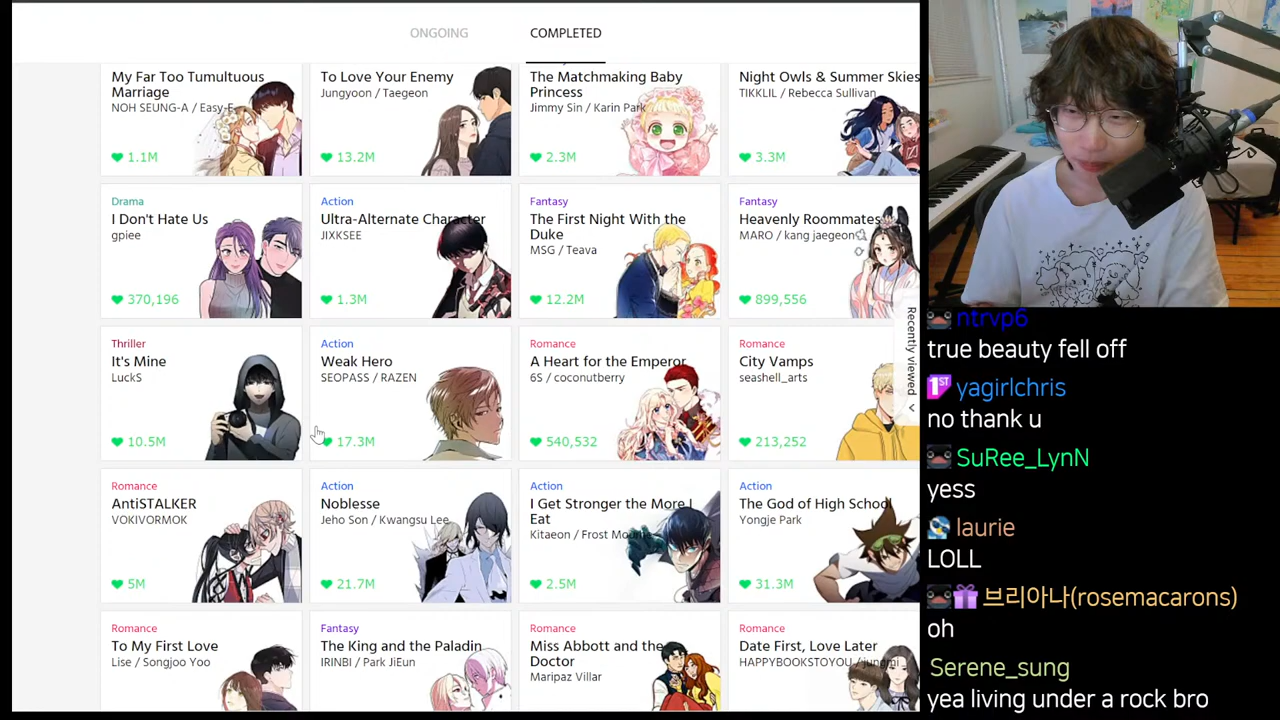 ONGOING
COMPLETED
My Far Too Tumultuous
Marriage
NOH SEUNG-A / Easy-E
1.1M
To Love Your Enemy
Jungyoon / Taegeon
13.2M
The Matchmaking Baby
Princess
Jimmy Sin / Karin Park
2.3M
Night Owls & Summer Skies
TIKKLIL / Rebecca Sullivan
3.3M
Drama
I Don't Hate Us
gpiee
370,196
Action
Ultra-Alternate Character
JIXKSEE
1.3M
Fantasy
The First Night With the
Duke
MSG / Teava
12.2M
Fantasy
Heavenly Roommates
MARO / kang jaegeon
899,556
Recently viewed
Thriller
It's Mine
LuckS
10.5M
Action
Weak Hero
SEOPASS / RAZEN
17.3M
Romance
A Heart for the Emperor
6S / coconutberry
540,532
Romance
City Vamps
seashell_arts
213,252
Romance
AntiSTALKER
VOKIVORMOK
5M
Action
Noblesse
Jeho Son / Kwangsu Lee
21.7M
Action
I Get Stronger the More I
Eat
Kitaeon / Frost
2.5M
Action
The God of High School
Yongje Park
31.3M
Romance
To My First Love
Lise / Songjoo Yoo
Fantasy
The King and the Paladin
IRINBI / Park JiEun
Romance
Miss Abbott and the
Doctor
Maripaz Villar
Romance
Date First, Love Later
HAPPYBOOKSTOYOU /
ntrvp6
true beauty fell off
1ST yagirlchris
no thank u
SuRee_LynN
yess
laurie
LOLL
브리아나(rosemacarons)
oh
Serene_sung
yea living under a rock bro